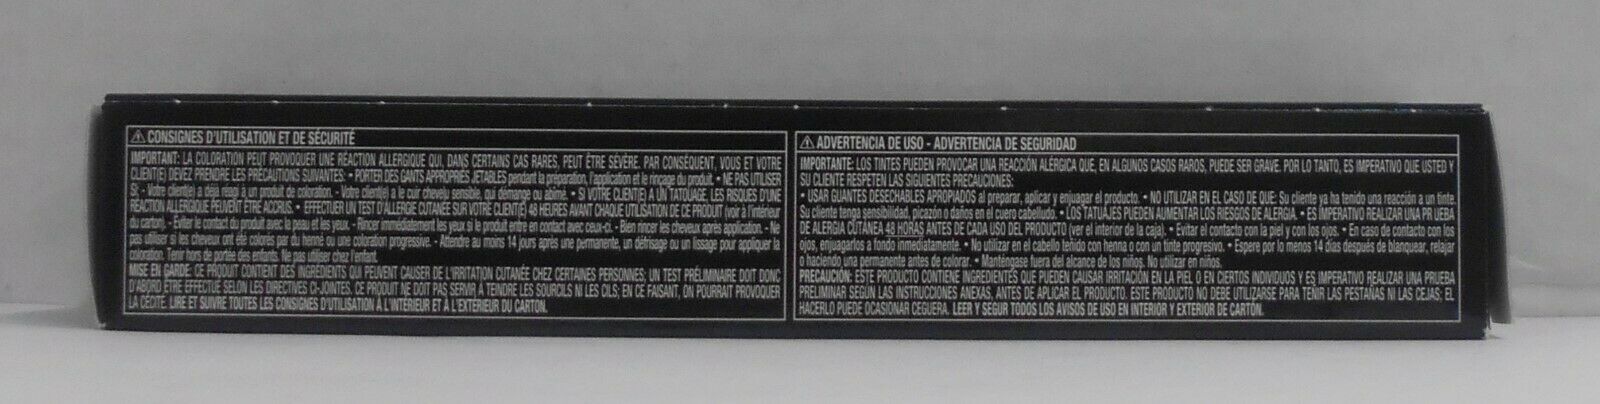 ⚠ CONSIGNES D'UTILISATION ET DE SÉCURITÉ
IMPORTANT: LA COLORATION PEUT PROVOQUER UNE RÉACTION ALLERGIQUE QUI, DANS CERTAINS CAS RARES, PEUT ÊTRE SÉVÈRE. PAR CONSÉQUENT, VOUS ET VOTRE
CLIENT(E) DEVEZ PRENDRE LES PRÉCAUTIONS SUIVANTES: • PORTER DES GANTS APPROPRIÉS JETABLES pendant la préparation, l'application et le rinçage du produit. • NE PAS UTILISER
SI: - Votre client(e) a déjà réagi à un produit de coloration. - Votre client(e) a le cuir chevelu sensible, qui démange ou abîmé. • SI VOTRE CLIENT(E) A UN TATOUAGE, LES RISQUES D'UNE
RÉACTION ALLERGIQUE PEUVENT ÊTRE ACCRUS. • EFFECTUER UN TEST D'ALLERGIE CUTANÉE SUR VOTRE CLIENT(E) 48 HEURES AVANT CHAQUE UTILISATION DE CE PRODUIT (voir à l'intérieur
du carton). - Éviter le contact du produit avec la peau et les yeux. - Rincer immédiatement les yeux si le produit entre en contact avec ceux-ci. - Bien rincer les cheveux après application. - Ne
pas utiliser si les cheveux ont été colorés par du henné ou une coloration progressive. - Attendre au moins 14 jours après une permanente, un défrisage ou un lissage pour appliquer la
coloration. Tenir hors de portée des enfants. Ne pas utiliser chez l'enfant.
MISE EN GARDE: CE PRODUIT CONTIENT DES INGRÉDIENTS QUI PEUVENT CAUSER DE L'IRRITATION CUTANÉE CHEZ CERTAINES PERSONNES; UN TEST PRÉLIMINAIRE DOIT DONC
D'ABORD ÊTRE EFFECTUÉ SELON LES DIRECTIVES CI-JOINTES. CE PRODUIT NE DOIT PAS SERVIR À TEINDRE LES SOURCILS NI LES CILS; EN CE FAISANT, ON POURRAIT PROVOQUER
LA CÉCITÉ. LIRE ET SUIVRE TOUTES LES CONSIGNES D'UTILISATION À L'INTÉRIEUR ET À L'EXTÉRIEUR DU CARTON.
⚠ ADVERTENCIA DE USO - ADVERTENCIA DE SEGURIDAD
IMPORTANTE: LOS TINTES PUEDEN PROVOCAR UNA REACCIÓN ALÉRGICA QUE, EN ALGUNOS CASOS RAROS, PUEDE SER GRAVE. POR LO TANTO, ES IMPERATIVO QUE USTED Y
SU CLIENTE RESPETEN LAS SIGUIENTES PRECAUCIONES:
• USAR GUANTES DESECHABLES APROPIADOS al preparar, aplicar y enjuagar el producto. • NO UTILIZAR EN EL CASO DE QUE: Su cliente ya ha tenido una reacción a un tinte.
Su cliente tenga sensibilidad, picazón o daños en el cuero cabelludo. • LOS TATUAJES PUEDEN AUMENTAR LOS RIESGOS DE ALERGIA. • ES IMPERATIVO REALIZAR UNA PR UEBA
DE ALERGIA CUTÁNEA 48 HORAS ANTES DE CADA USO DEL PRODUCTO (ver el interior de la caja). • Evitar el contacto con la piel y con los ojos. • En caso de contacto con los
ojos, enjuagarlos a fondo inmediatamente. • No utilizar en el cabello teñido con henna o con un tinte progresivo. • Espere por lo menos 14 días después de blanquear, relajar
o haciendo una permanente antes de colorar. • Manténgase fuera del alcance de los niños. No utilizar en niños.
PRECAUCIÓN: ESTE PRODUCTO CONTIENE INGREDIENTES QUE PUEDEN CAUSAR IRRITACIÓN EN LA PIEL O EN CIERTOS INDIVIDUOS Y ES IMPERATIVO REALIZAR UNA PRUEBA
PRELIMINAR SEGÚN LAS INSTRUCCIONES ANEXAS, ANTES DE APLICAR EL PRODUCTO. ESTE PRODUCTO NO DEBE UTILIZARSE PARA TENIR LAS PESTAÑAS NI LAS CEJAS; EL
HACERLO PUEDE OCASIONAR CEGUERA. LEER Y SEGUIR TODOS LOS AVISOS DE USO EN INTERIOR Y EXTERIOR DE CARTÓN.